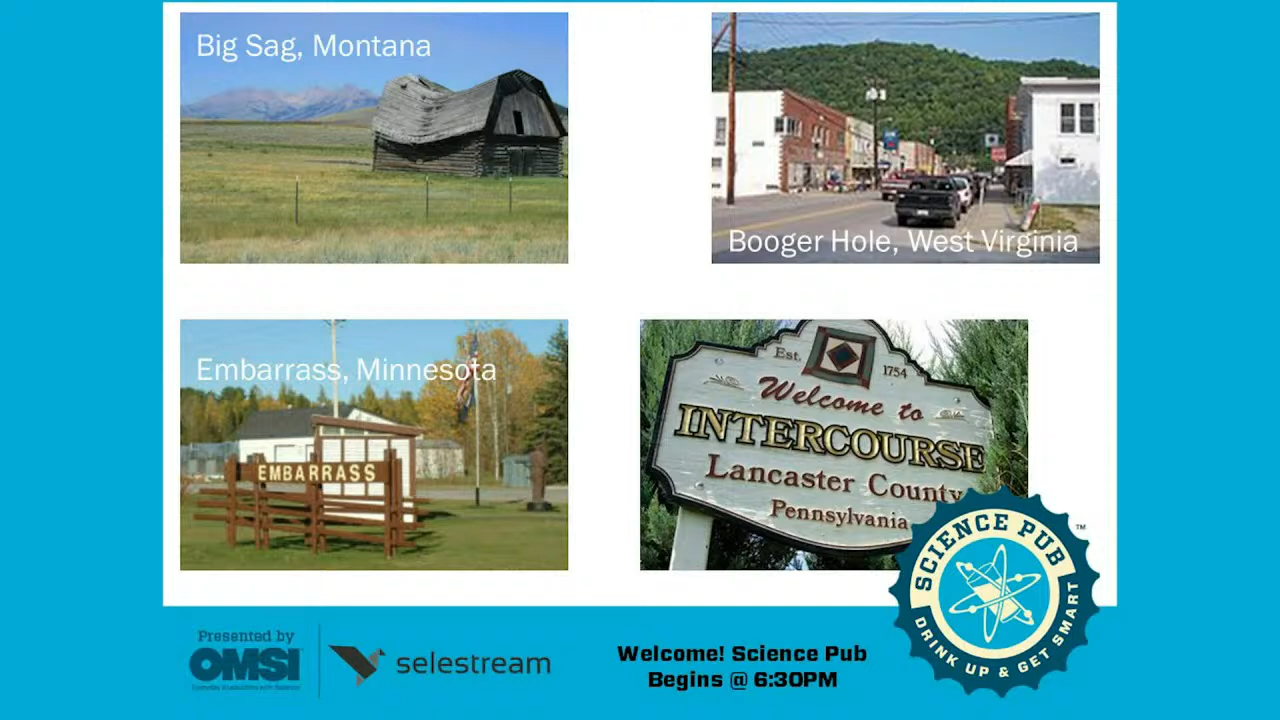 Big Sag, Montana
Booger Hole, West Virginia
Embarrass, Minnesota
EMBARRASS
Est. 1754
Welcome to
INTERCOURSE
Lancaster County
Pennsylvania
SCIENCE PUB
DRINK UP & GET SMART
™
Presented by
OMSI
selestream
Welcome! Science Pub
Begins @ 6:30PM